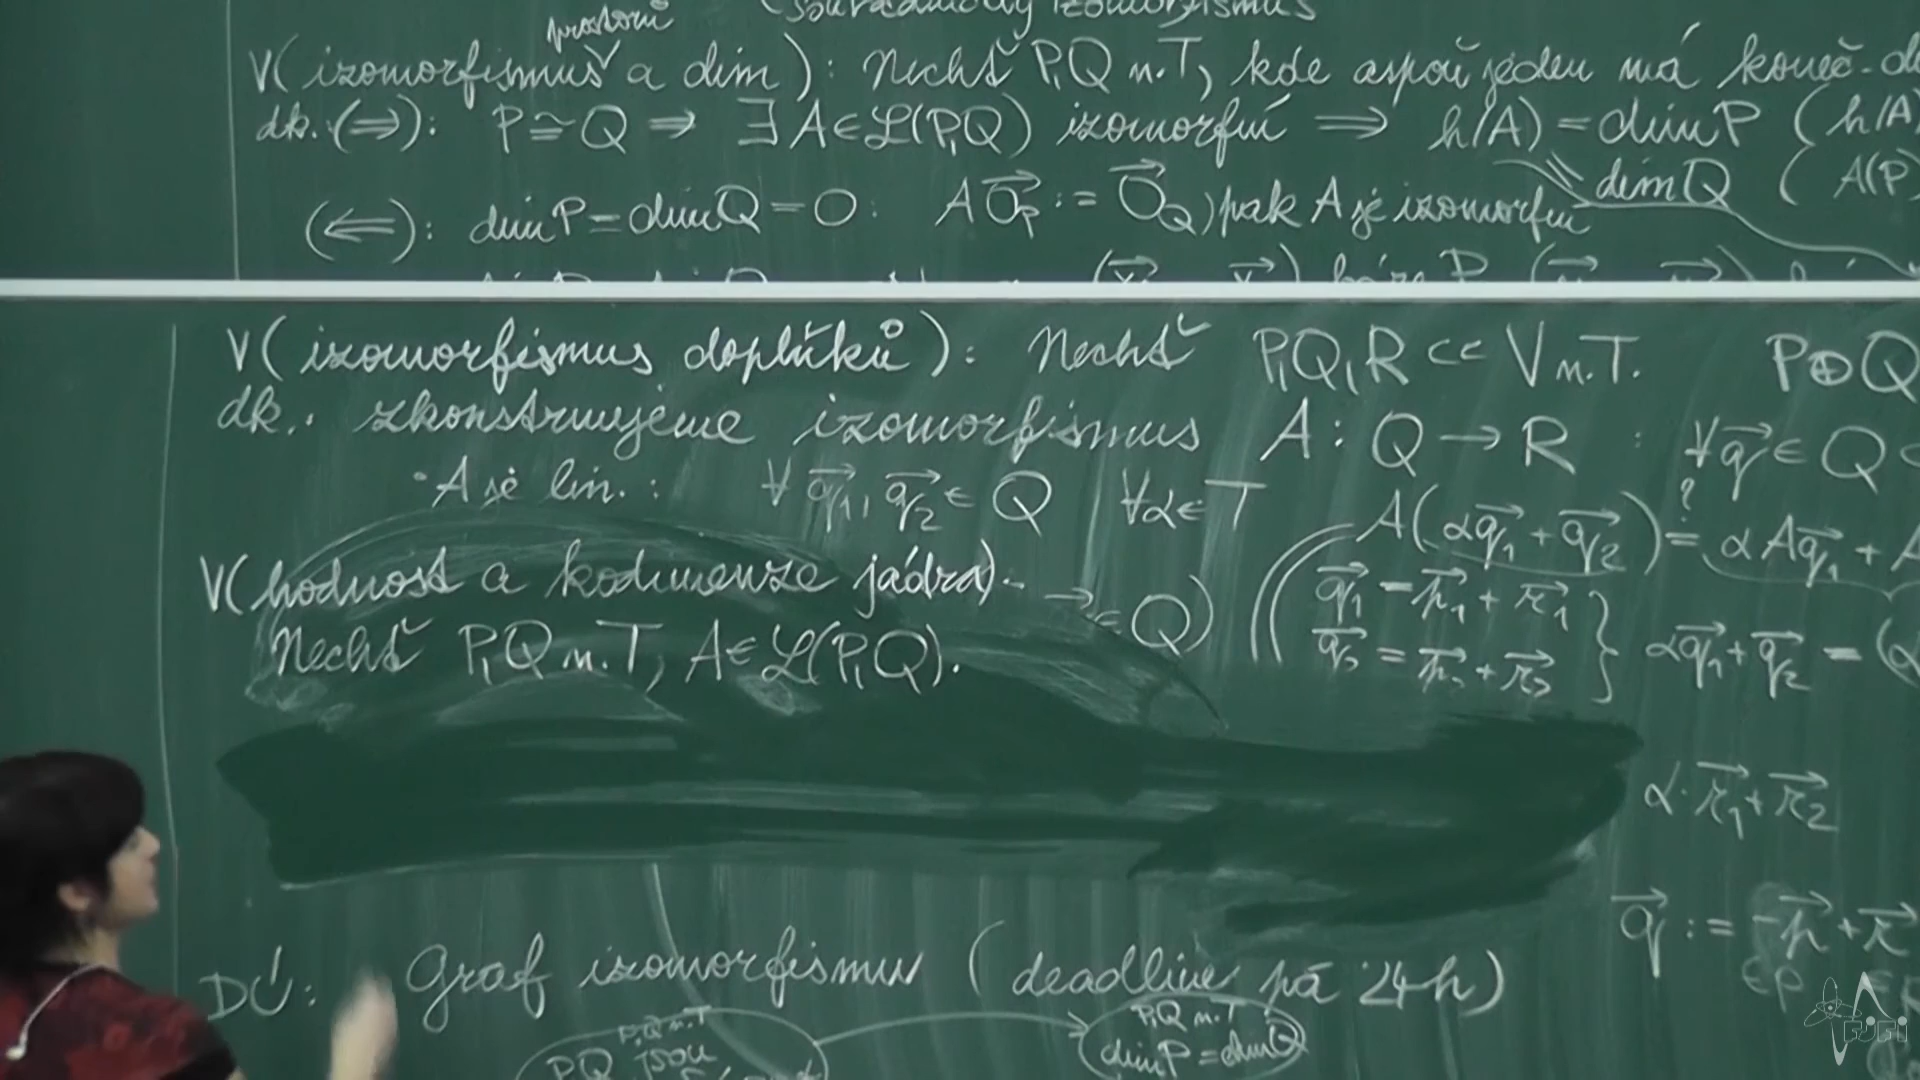 prostorů (souřadnicový izomorfismus
V(izomorfismus a dim): Nechť P,Q n.T, kde aspoň jeden má koneč. d
dk.:(⇒): P≅Q ⇒ ∃A∈ℒ(P,Q) izomorfní ⇒ h(A) = dim P (h(A)
dim Q (A(P)
(⇐): dim P = dim Q = 0: A0⃗_P := 0⃗_Q, pak A je izomorfní
V(izomorfismus doplňků): Nechť P,Q,R ⊂⊂ V n.T. P⊕Q
dk.: zkonstruujeme izomorfismus A: Q → R : ∀q⃗ ∈ Q
• A je lin.: ∀ q⃗₁, q⃗₂ ∈ Q ∀α∈T A(αq⃗₁ + q⃗₂) ?= αAq⃗₁ + A
V(hodnost a kodimenze jádra) ∈ Q) q⃗₁ = p⃗₁ + r⃗₁
Nechť P,Q n.T, A∈ℒ(P,Q). q⃗₂ = p⃗₂ + r⃗₂ } αq⃗₁ + q⃗₂ = (α
α·r⃗₁ + r⃗₂
q⃗ := -p⃗ + r⃗
∈P ∈R
DÚ: Graf izomorfismu (deadline pá 24h)
P,Q n.T P,Q n.T
P,Q jsou dim P = dim Q
FJFI